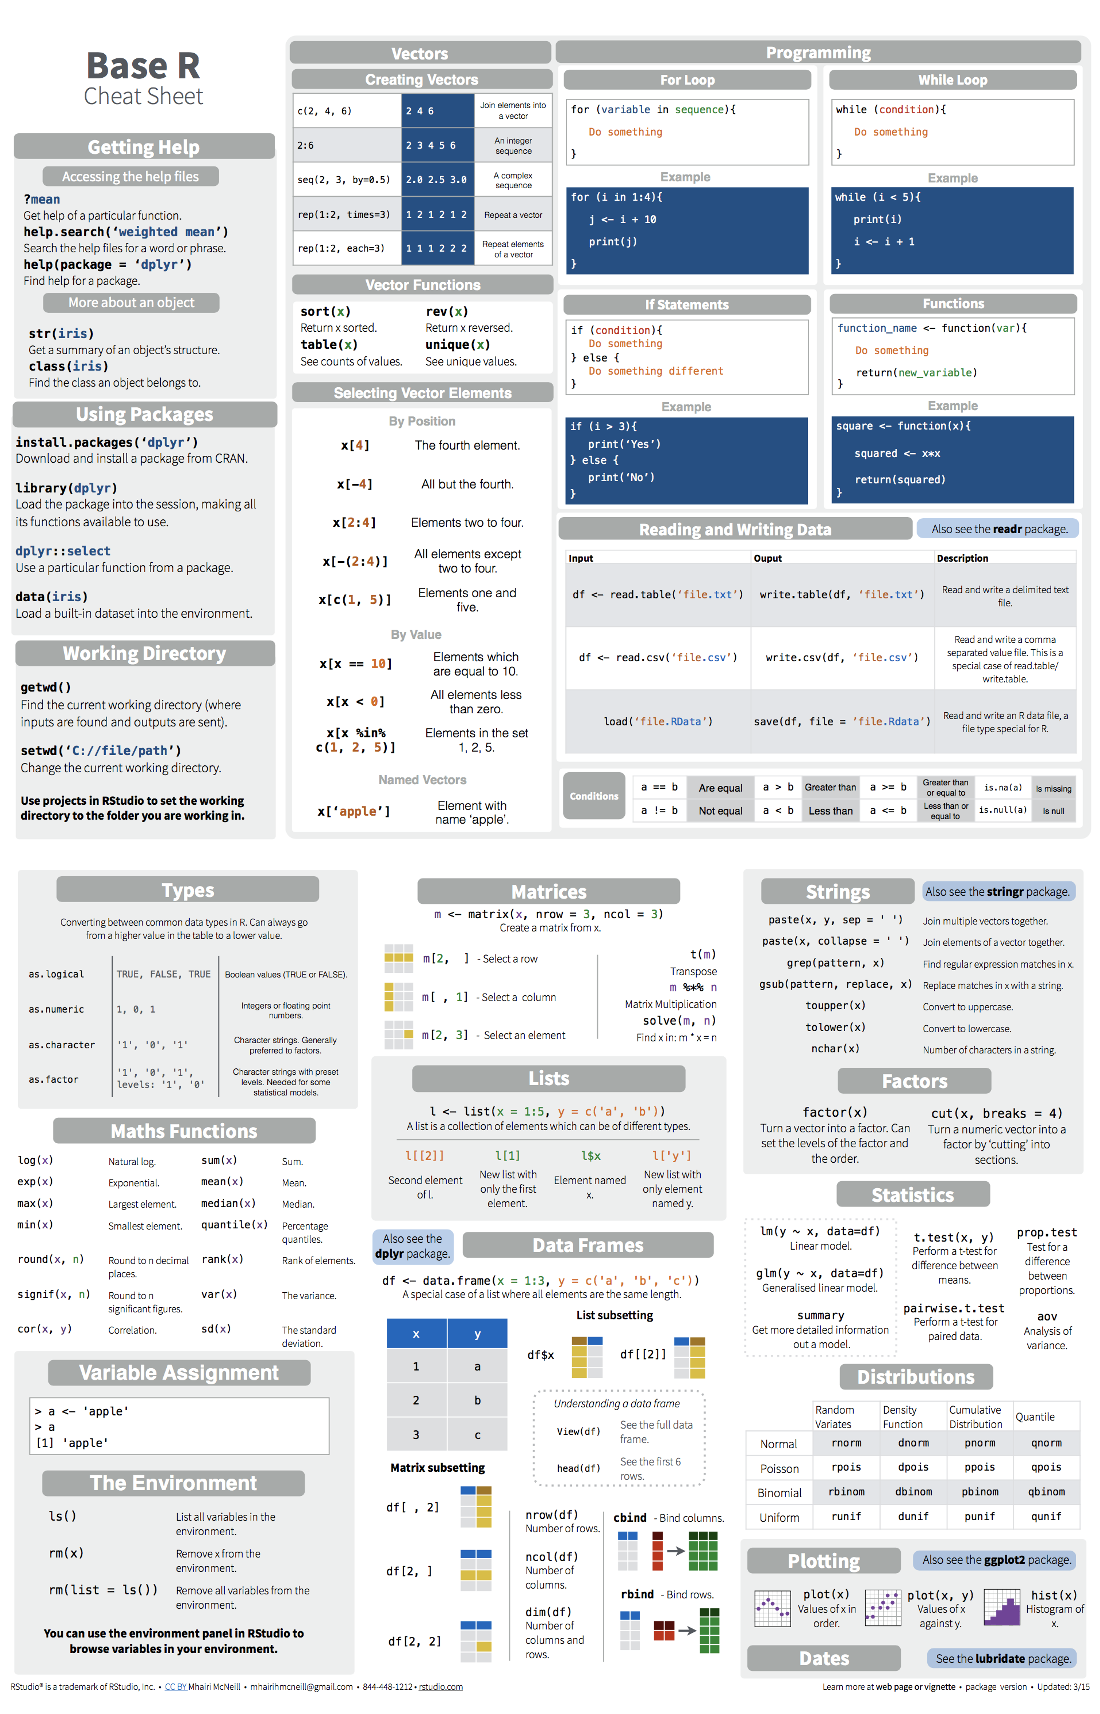 Base R
Cheat Sheet
Getting Help
Accessing the help files
?mean
Get help of a particular function.
help.search(‘weighted mean’)
Search the help files for a word or phrase.
help(package = ‘dplyr’)
Find help for a package.
More about an object
str(iris)
Get a summary of an object’s structure.
class(iris)
Find the class an object belongs to.
Using Packages
install.packages(‘dplyr’)
Download and install a package from CRAN.
library(dplyr)
Load the package into the session, making all
its functions available to use.
dplyr::select
Use a particular function from a package.
data(iris)
Load a built-in dataset into the environment.
Working Directory
getwd()
Find the current working directory (where
inputs are found and outputs are sent).
setwd(‘C://file/path’)
Change the current working directory.
Use projects in RStudio to set the working
directory to the folder you are working in.
Vectors
Creating Vectors
c(2, 4, 6) 2 4 6 Join elements into
a vector
2:6 2 3 4 5 6 An integer
sequence
seq(2, 3, by=0.5) 2.0 2.5 3.0 A complex
sequence
rep(1:2, times=3) 1 2 1 2 1 2 Repeat a vector
rep(1:2, each=3) 1 1 1 2 2 2 Repeat elements
of a vector
Vector Functions
sort(x) rev(x)
Return x sorted. Return x reversed.
table(x) unique(x)
See counts of values. See unique values.
Selecting Vector Elements
By Position
x[4] The fourth element.
x[-4] All but the fourth.
x[2:4] Elements two to four.
x[-(2:4)] All elements except
two to four.
x[c(1, 5)] Elements one and
five.
By Value
x[x == 10] Elements which
are equal to 10.
x[x < 0] All elements less
than zero.
x[x %in%
c(1, 2, 5)] Elements in the set
1, 2, 5.
Named Vectors
x[‘apple’] Element with
name ‘apple’.
Programming
For Loop
for (variable in sequence){
Do something
}
Example
for (i in 1:4){
j <- i + 10
print(j)
}
While Loop
while (condition){
Do something
}
Example
while (i < 5){
print(i)
i <- i + 1
}
If Statements
if (condition){
Do something
} else {
Do something different
}
Example
if (i > 3){
print(‘Yes’)
} else {
print(‘No’)
}
Functions
function_name <- function(var){
Do something
return(new_variable)
}
Example
square <- function(x){
squared <- x*x
return(squared)
}
Reading and Writing Data
Also see the readr package.
Input Ouput Description
df <- read.table(‘file.txt’) write.table(df, ‘file.txt’) Read and write a delimited text
file.
df <- read.csv(‘file.csv’) write.csv(df, ‘file.csv’) Read and write a comma
separated value file. This is a
special case of read.table/
write.table.
load(‘file.RData’) save(df, file = ‘file.Rdata’) Read and write an R data file, a
file type special for R.
Conditions
a == b Are equal a > b Greater than a >= b Greater than
or equal to is.na(a) Is missing
a != b Not equal a < b Less than a <= b Less than or
equal to is.null(a) Is null
Types
Converting between common data types in R. Can always go
from a higher value in the table to a lower value.
as.logical TRUE, FALSE, TRUE Boolean values (TRUE or FALSE).
as.numeric 1, 0, 1 Integers or floating point
numbers.
as.character '1', '0', '1' Character strings. Generally
preferred to factors.
as.factor '1', '0', '1',
levels: '1', '0' Character strings with preset
levels. Needed for some
statistical models.
Maths Functions
log(x) Natural log. sum(x) Sum.
exp(x) Exponential. mean(x) Mean.
max(x) Largest element. median(x) Median.
min(x) Smallest element. quantile(x) Percentage
quantiles.
round(x, n) Round to n decimal
places. rank(x) Rank of elements.
signif(x, n) Round to n
significant figures. var(x) The variance.
cor(x, y) Correlation. sd(x) The standard
deviation.
Variable Assignment
> a <- 'apple'
> a
[1] 'apple'
The Environment
ls() List all variables in the
environment.
rm(x) Remove x from the
environment.
rm(list = ls()) Remove all variables from the
environment.
You can use the environment panel in RStudio to
browse variables in your environment.
Matrices
m <- matrix(x, nrow = 3, ncol = 3)
Create a matrix from x.
m[2, ] - Select a row
m[ , 1] - Select a column
m[2, 3] - Select an element
t(m)
Transpose
m %*% n
Matrix Multiplication
solve(m, n)
Find x in: m * x = n
Lists
l <- list(x = 1:5, y = c('a', 'b'))
A list is a collection of elements which can be of different types.
l[[2]] l[1] l$x l['y']
Second element
of l.
New list with
only the first
element.
Element named
x.
New list with
only element
named y.
Also see the
dplyr package.
Data Frames
df <- data.frame(x = 1:3, y = c('a', 'b', 'c'))
A special case of a list where all elements are the same length.
x y
1 a
2 b
3 c
List subsetting
df$x df[[2]]
Understanding a data frame
View(df) See the full data
frame.
head(df) See the first 6
rows.
Matrix subsetting
df[ , 2]
df[2, ]
df[2, 2]
nrow(df)
Number of rows.
ncol(df)
Number of
columns.
dim(df)
Number of
columns and
rows.
cbind - Bind columns.
rbind - Bind rows.
Strings
Also see the stringr package.
paste(x, y, sep = ' ') Join multiple vectors together.
paste(x, collapse = ' ') Join elements of a vector together.
grep(pattern, x) Find regular expression matches in x.
gsub(pattern, replace, x) Replace matches in x with a string.
toupper(x) Convert to uppercase.
tolower(x) Convert to lowercase.
nchar(x) Number of characters in a string.
Factors
factor(x)
Turn a vector into a factor. Can
set the levels of the factor and
the order.
cut(x, breaks = 4)
Turn a numeric vector into a
factor by ‘cutting’ into
sections.
Statistics
lm(y ~ x, data=df)
Linear model.
glm(y ~ x, data=df)
Generalised linear model.
summary
Get more detailed information
out a model.
t.test(x, y)
Perform a t-test for
difference between
means.
pairwise.t.test
Perform a t-test for
paired data.
prop.test
Test for a
difference
between
proportions.
aov
Analysis of
variance.
Distributions
Random
Variates Density
Function Cumulative
Distribution Quantile
Normal rnorm dnorm pnorm qnorm
Poisson rpois dpois ppois qpois
Binomial rbinom dbinom pbinom qbinom
Uniform runif dunif punif qunif
Plotting
Also see the ggplot2 package.
plot(x)
Values of x in
order.
plot(x, y)
Values of x
against y.
hist(x)
Histogram of
x.
Dates
See the lubridate package.
RStudio® is a trademark of RStudio, Inc. • CC BY Mhairi McNeill • mhairihmcneill@gmail.com • 844-448-1212 • rstudio.com
Learn more at web page or vignette • package version • Updated: 3/15